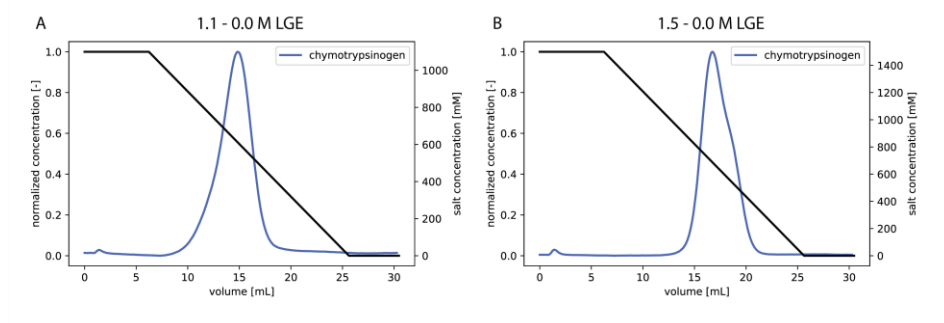 A
1.1 - 0.0 M LGE
1.0
0.8
0.6
0.4
0.2
0.0
normalized concentration [-]
chymotrypsinogen
1000
800
600
400
200
0
salt concentration [mM]
0 5 10 15 20 25 30
volume [mL]
B
1.5 - 0.0 M LGE
1.0
0.8
0.6
0.4
0.2
0.0
normalized concentration [-]
chymotrypsinogen
1400
1200
1000
800
600
400
200
0
salt concentration [mM]
0 5 10 15 20 25 30
volume [mL]